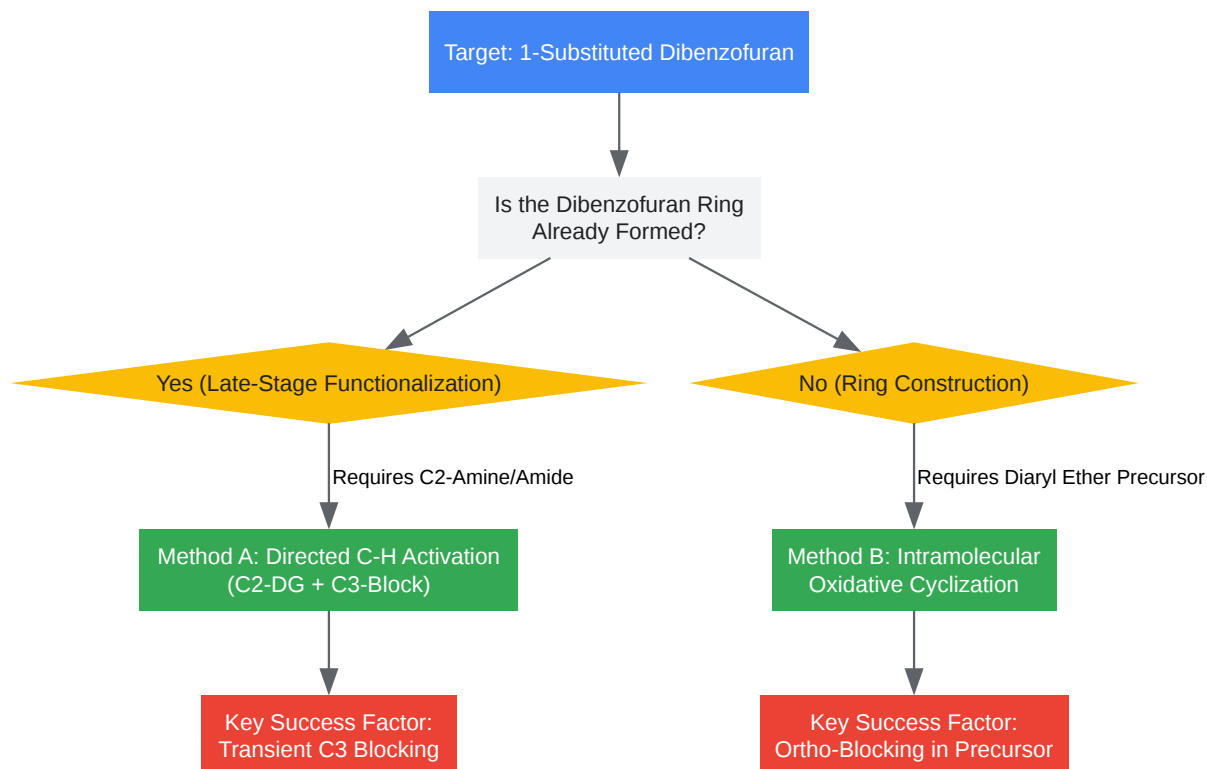 Target: 1-Substituted Dibenzofuran
Is the Dibenzofuran Ring
Already Formed?
Yes (Late-Stage Functionalization)
No (Ring Construction)
Requires C2-Amine/Amide
Requires Diaryl Ether Precursor
Method A: Directed C-H Activation
(C2-DG + C3-Block)
Method B: Intramolecular
Oxidative Cyclization
Key Success Factor:
Transient C3 Blocking
Key Success Factor:
Ortho-Blocking in Precursor